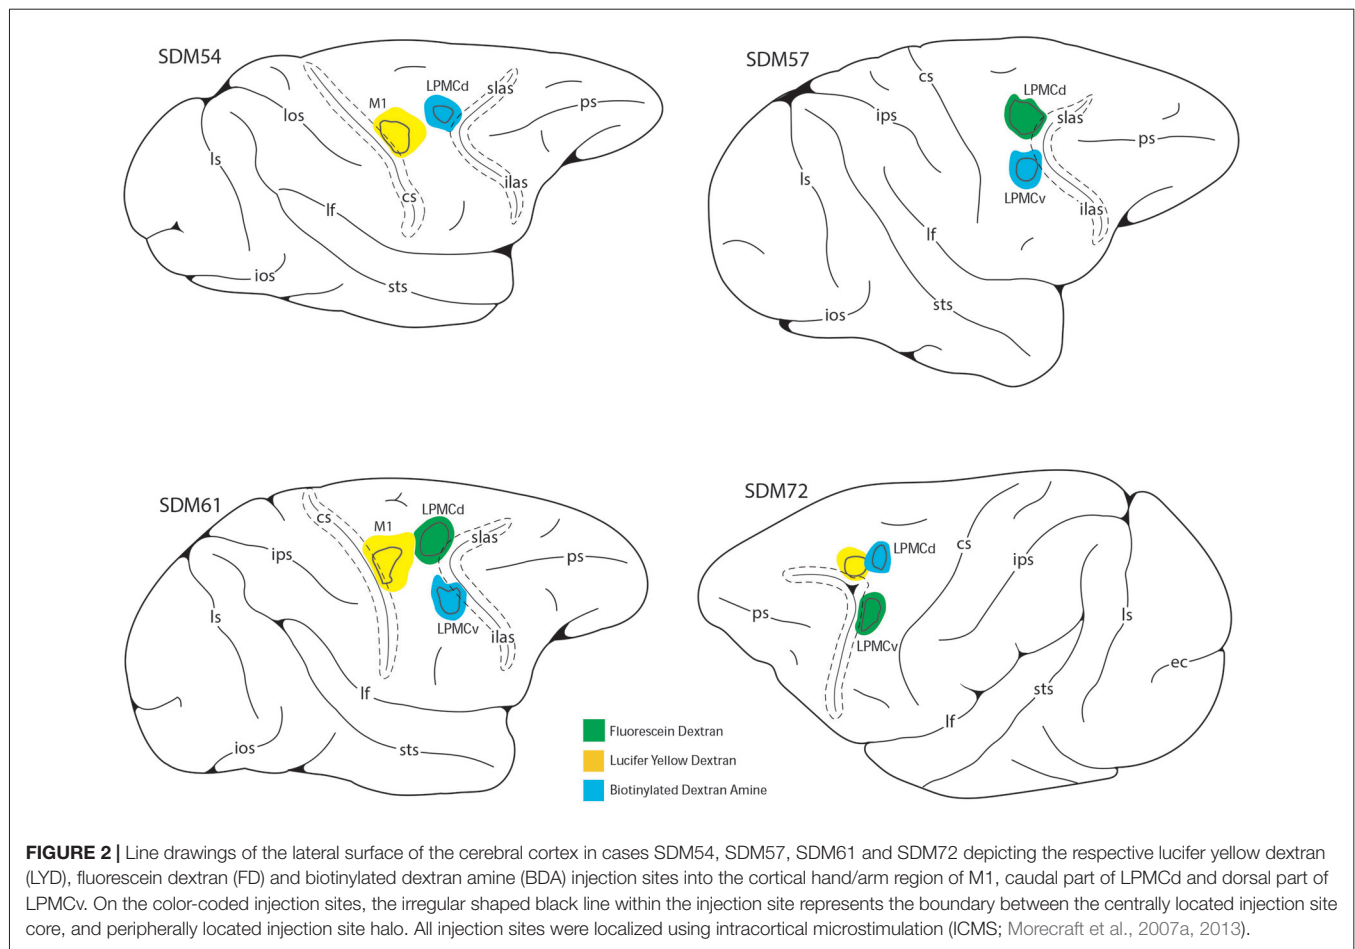 SDM54
M1
LPMCd
slas
ps
los
ls
ilas
cs
lf
ios
sts
SDM57
cs
LPMCd
slas
ips
ps
ls
LPMCv
ilas
lf
sts
ios
SDM61
cs
M1
LPMCd
slas
ips
ps
ls
LPMCv
ilas
lf
ios
sts
SDM72
LPMCd
cs
ips
ps
ls
LPMCv
ec
sts
lf
Fluorescein Dextran
Lucifer Yellow Dextran
Biotinylated Dextran Amine
FIGURE 2 | Line drawings of the lateral surface of the cerebral cortex in cases SDM54, SDM57, SDM61 and SDM72 depicting the respective lucifer yellow dextran
(LYD), fluorescein dextran (FD) and biotinylated dextran amine (BDA) injection sites into the cortical hand/arm region of M1, caudal part of LPMCd and dorsal part of
LPMCv. On the color-coded injection sites, the irregular shaped black line within the injection site represents the boundary between the centrally located injection site
core, and peripherally located injection site halo. All injection sites were localized using intracortical microstimulation (ICMS; Morecraft et al., 2007a, 2013).